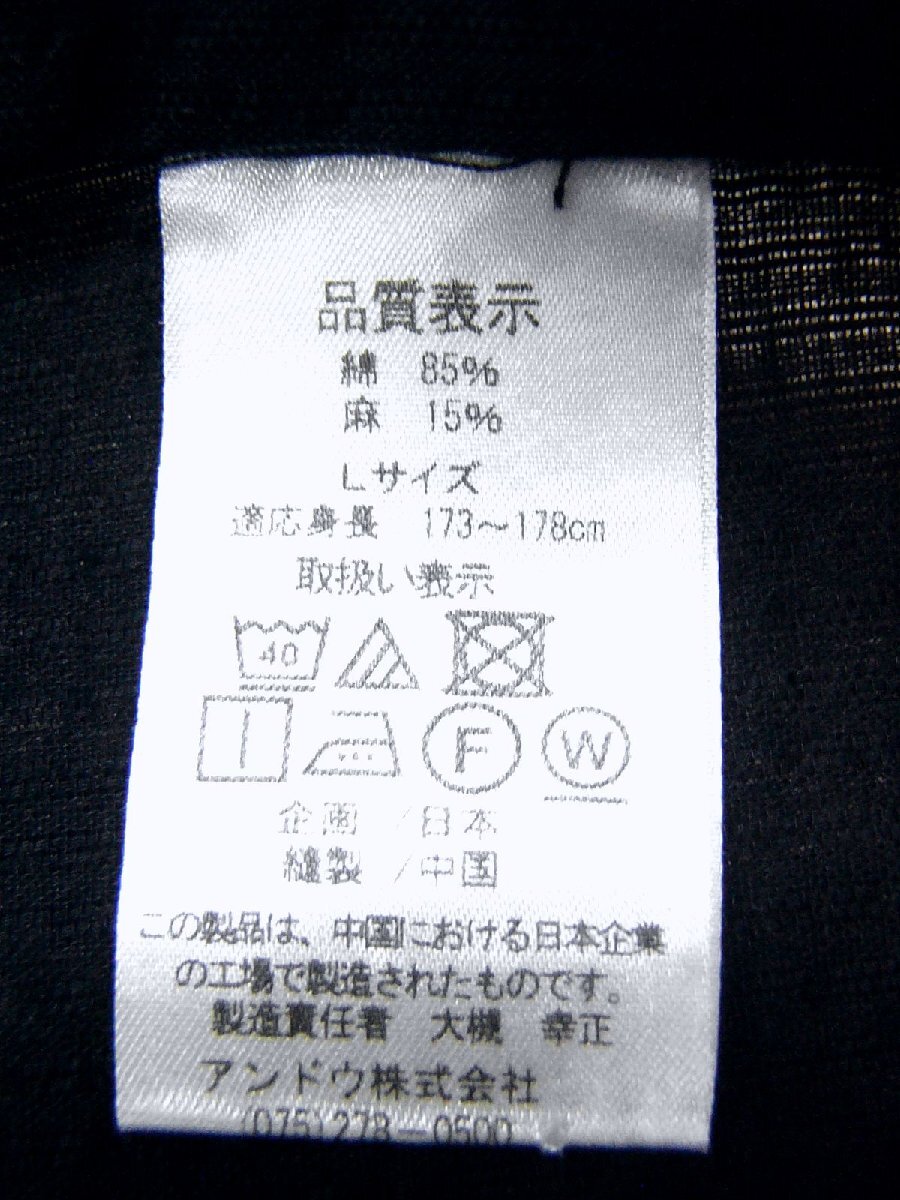 品質表示
綿 85%
麻 15%
Lサイズ
適応身長 173～178cm
取扱い表示
40
F W
企画 /日本
縫製 /中国
この製品は、中国における日本企業
の工場で製造されたものです。
製造責任者 大槻 幸正
アンドウ株式会社
(075)278-0500